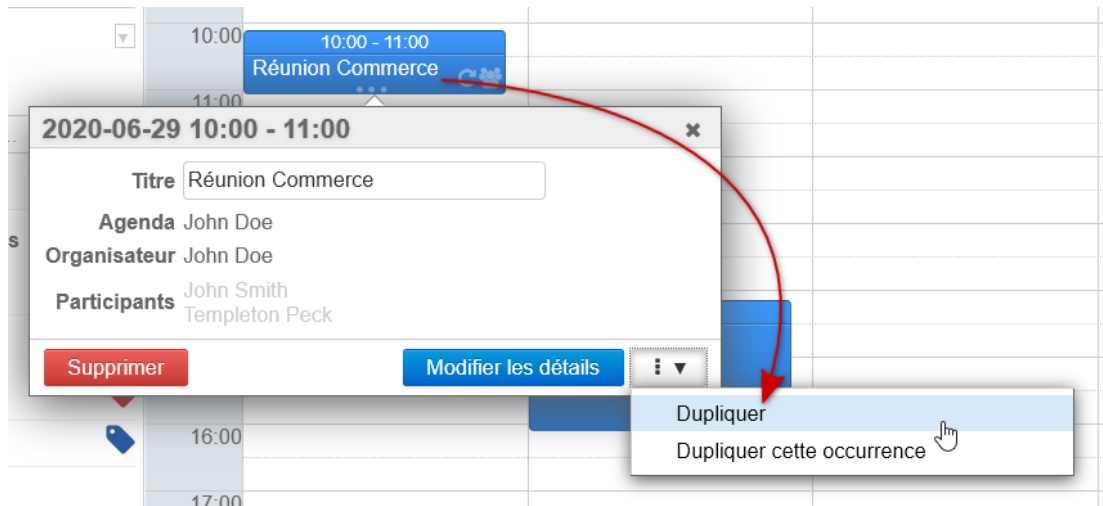 10:00
10:00 - 11:00
Réunion Commerce
11:00
2020-06-29 10:00 - 11:00
Titre Réunion Commerce
Agenda John Doe
s
Organisateur John Doe
Participants John Smith
Templeton Peck
Supprimer
Modifier les détails
Dupliquer
16:00
Dupliquer cette occurrence
17:00